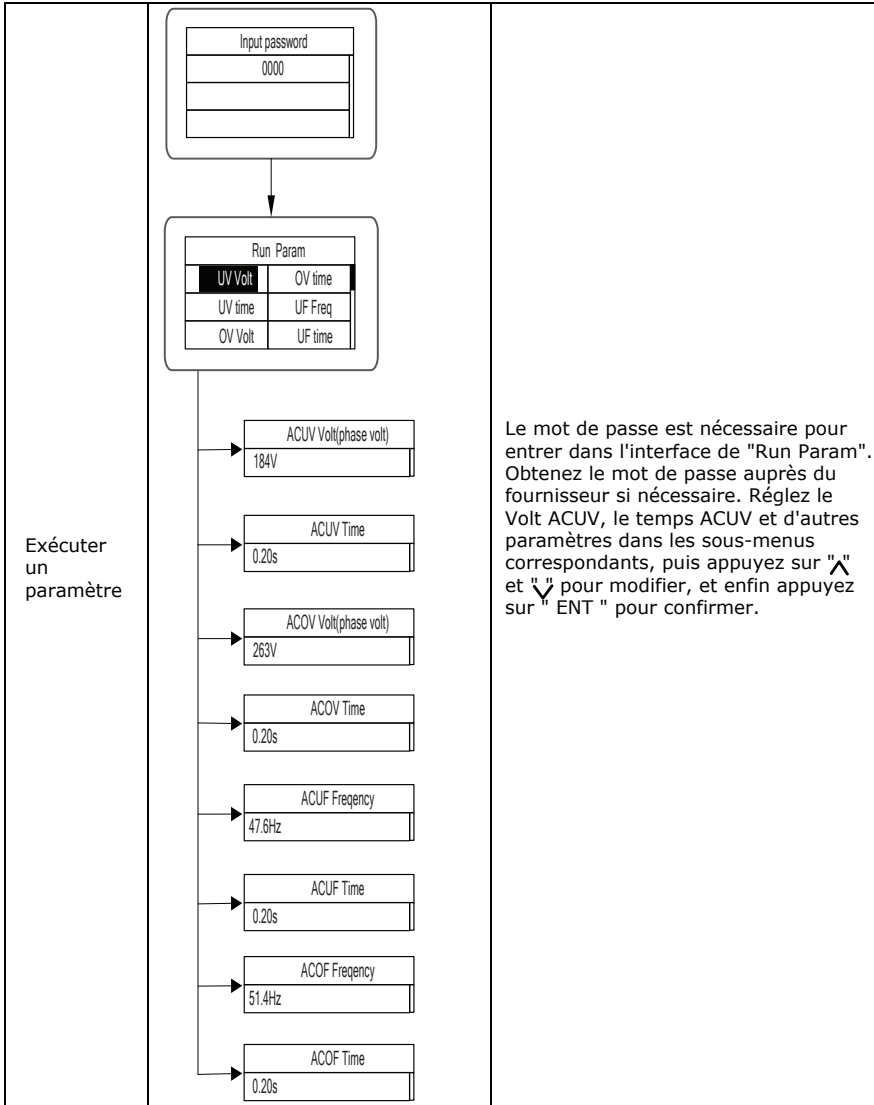 Exécuter
un
paramètre
Input password
0000
Run Param
UV Volt OV time
UV time UF Freq
OV Volt UF time
ACUV Volt(phase volt)
184V
ACUV Time
0.20s
ACOV Volt(phase volt)
263V
ACOV Time
0.20s
ACUF Freqency
47.6Hz
ACUF Time
0.20s
ACOF Freqency
51.4Hz
ACOF Time
0.20s
Le mot de passe est nécessaire pour
entrer dans l'interface de "Run Param".
Obtenez le mot de passe auprès du
fournisseur si nécessaire. Réglez le
Volt ACUV, le temps ACUV et d'autres
paramètres dans les sous-menus
correspondants, puis appuyez sur "∧"
et "∨" pour modifier, et enfin appuyez
sur " ENT " pour confirmer.